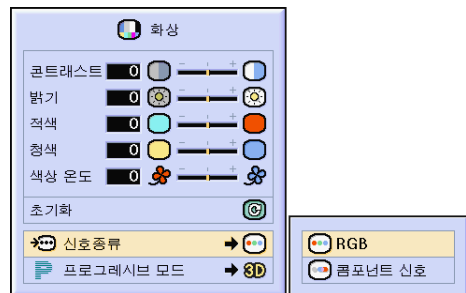 화상
콘트래스트 0
밝기 0
적색 0
청색 0
색상 온도 0
초기화
신호종류
프로그레시브 모드 3D
RGB
콤포넌트 신호